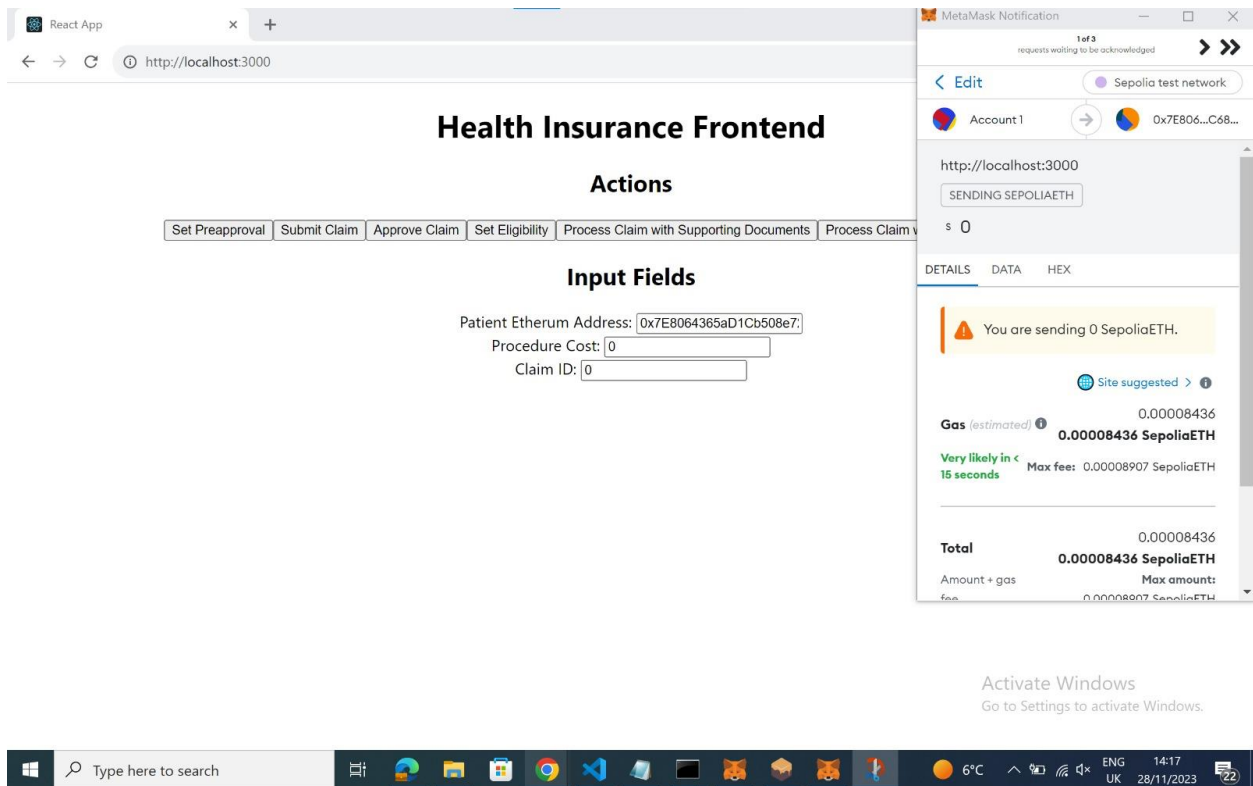 React App
http://localhost:3000
Health Insurance Frontend
Actions
Set Preapproval Submit Claim Approve Claim Set Eligibility Process Claim with Supporting Documents Process Claim
Input Fields
Patient Etherum Address: 0x7E8064365aD1Cb508e7
Procedure Cost: 0
Claim ID: 0
MetaMask Notification
1 of 3
requests waiting to be acknowledged
Edit
Sepolia test network
Account 1
0x7E806...C68...
http://localhost:3000
SENDING SEPOLIAETH
$ 0
DETAILS DATA HEX
You are sending 0 SepoliaETH.
Site suggested >
0.00008436
Gas (estimated) 0.00008436 SepoliaETH
Very likely in < 15 seconds
Max fee: 0.00008907 SepoliaETH
0.00008436
Total
0.00008436 SepoliaETH
Amount + gas fee
Max amount:
0.00008907 SepoliaETH
Activate Windows
Go to Settings to activate Windows.
Type here to search
6°C
ENG
UK
14:17
28/11/2023
22